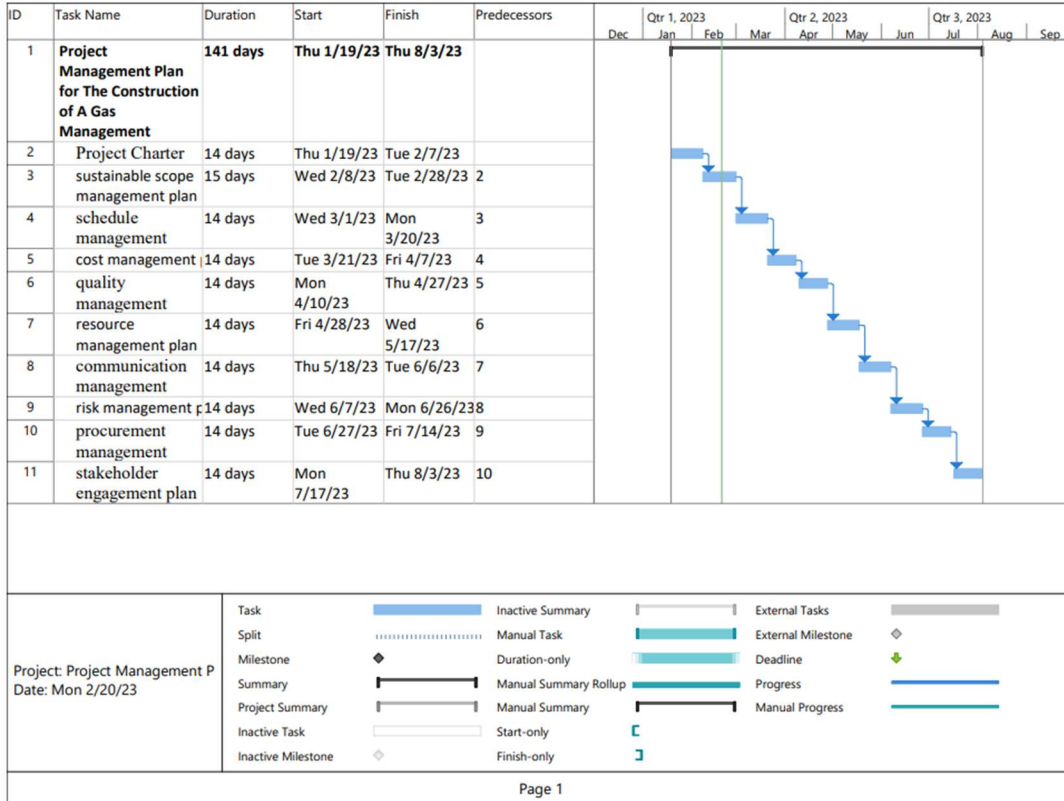 ID Task Name Duration Start Finish Predecessors
Qtr 1, 2023 Qtr 2, 2023 Qtr 3, 2023
Dec Jan Feb Mar Apr May Jun Jul Aug Sep
1 Project Management Plan for The Construction of A Gas Management 141 days Thu 1/19/23 Thu 8/3/23
2 Project Charter 14 days Thu 1/19/23 Tue 2/7/23
3 sustainable scope management plan 15 days Wed 2/8/23 Tue 2/28/23 2
4 schedule management 14 days Wed 3/1/23 Mon 3/20/23 3
5 cost management 14 days Tue 3/21/23 Fri 4/7/23 4
6 quality management 14 days Mon 4/10/23 Thu 4/27/23 5
7 resource management plan 14 days Fri 4/28/23 Wed 5/17/23 6
8 communication management 14 days Thu 5/18/23 Tue 6/6/23 7
9 risk management p 14 days Wed 6/7/23 Mon 6/26/23 8
10 procurement management 14 days Tue 6/27/23 Fri 7/14/23 9
11 stakeholder engagement plan 14 days Mon 7/17/23 Thu 8/3/23 10
Project: Project Management P
Date: Mon 2/20/23
Task
Split
Milestone
Summary
Project Summary
Inactive Task
Inactive Milestone
Inactive Summary
Manual Task
Duration-only
Manual Summary Rollup
Manual Summary
Start-only
Finish-only
External Tasks
External Milestone
Deadline
Progress
Manual Progress
Page 1